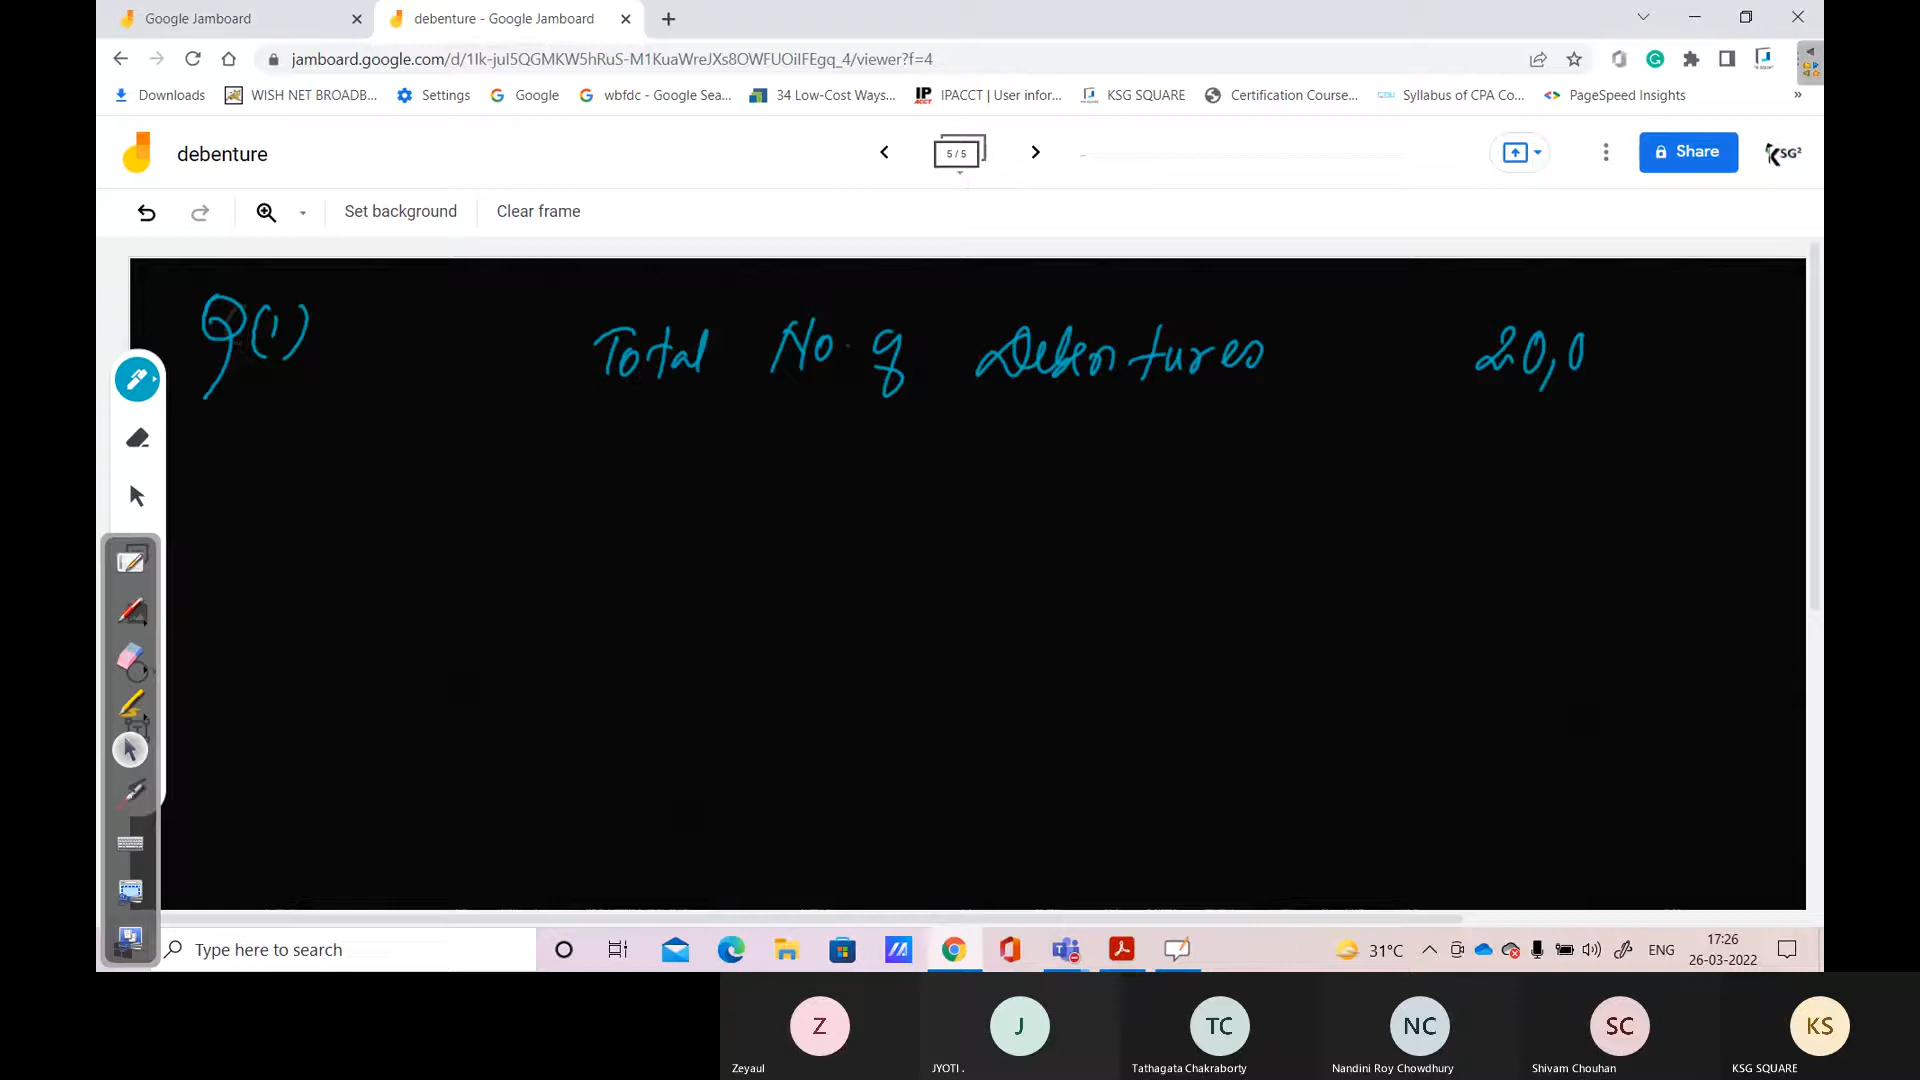 Google Jamboard
debenture - Google Jamboard
jamboard.google.com/d/1Ik-juI5QGMKW5hRuS-M1KuaWreJXs8OWFUOiIFEgq_4/viewer?f=4
Downloads WISH NET BROADB... Settings Google wbfdc - Google Sea... 34 Low-Cost Ways... IPACCT | User infor... KSG SQUARE Certification Course... Syllabus of CPA Co... PageSpeed Insights »
debenture
5 / 5
Share
KSG²
Set background Clear frame
Q(1) Total No. of Debentures 20,0
Type here to search
31°C ENG
17:26
26-03-2022
Z J TC NC SC KS
Zeyaul JYOTI . Tathagata Chakraborty Nandini Roy Chowdhury Shivam Chouhan KSG SQUARE